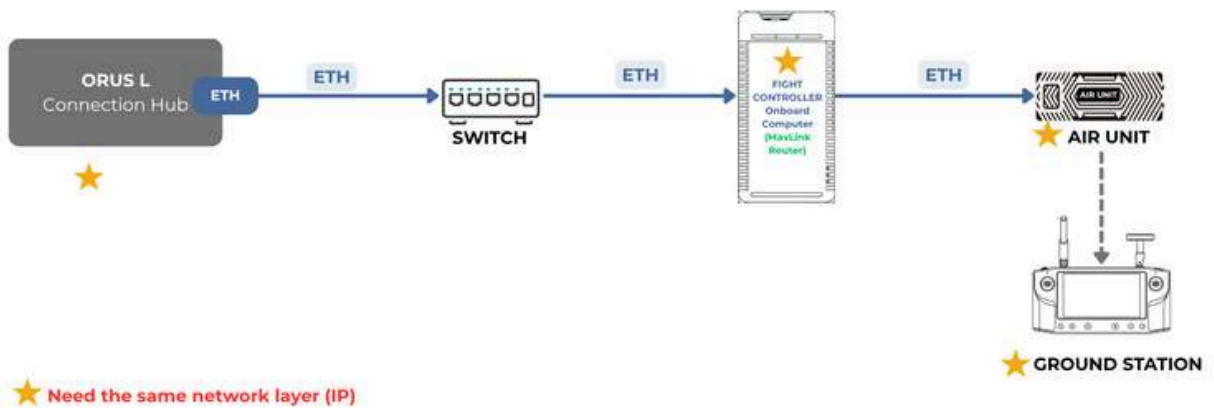 ORUS L
Connection Hub
ETH
ETH
SWITCH
ETH
FIGHT
CONTROLLER
Onboard
Computer
(MavLink
Router)
ETH
AIR UNIT
AIR UNIT
GROUND STATION
Need the same network layer (IP)